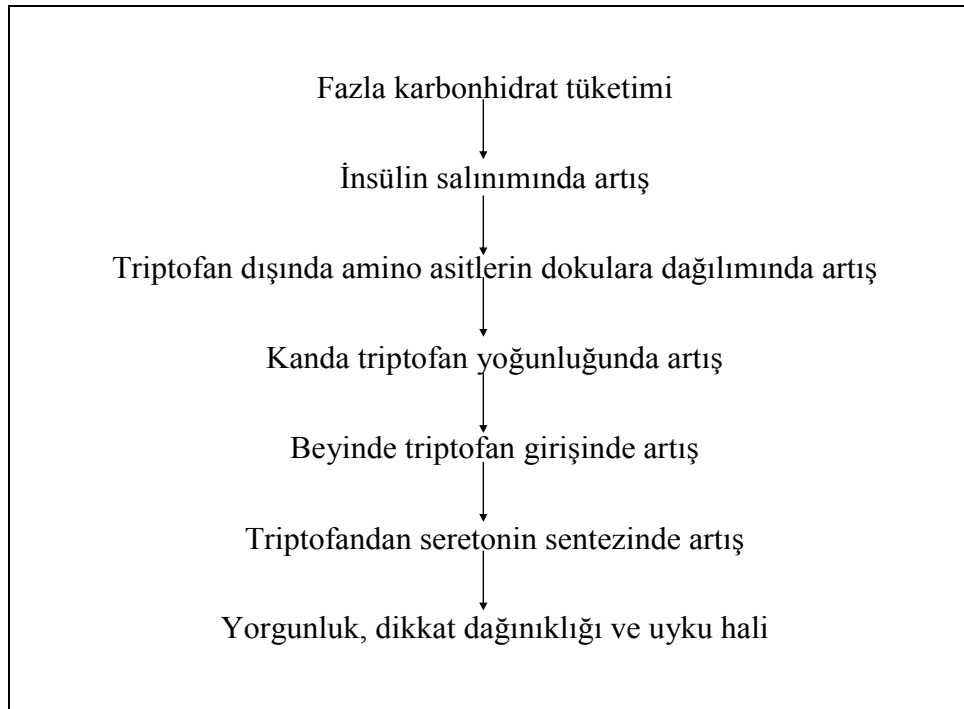 Fazla karbonhidrat tüketimi
İnsülin salınımında artış
Triptofan dışında amino asitlerin dokulara dağılımında artış
Kanda triptofan yoğunluğunda artış
Beyinde triptofan girişinde artış
Triptofandan seretonin sentezinde artış
Yorgunluk, dikkat dağınıklığı ve uyku hali